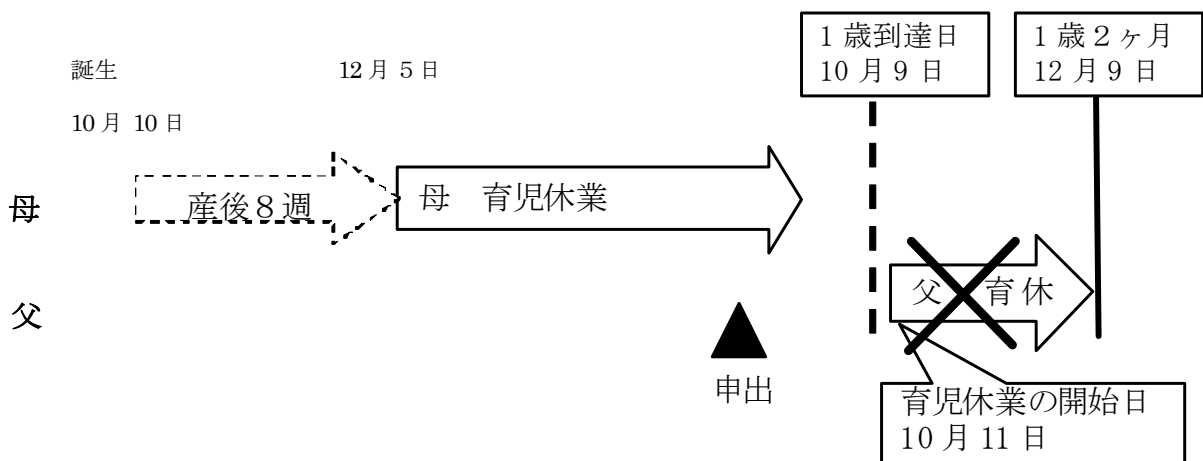 1歳到達日
10月9日
1歳2ヶ月
12月9日
誕生
12月5日
10月10日
母
産後8週
母 育児休業
父
父 育休
申出
育児休業の開始日
10月11日